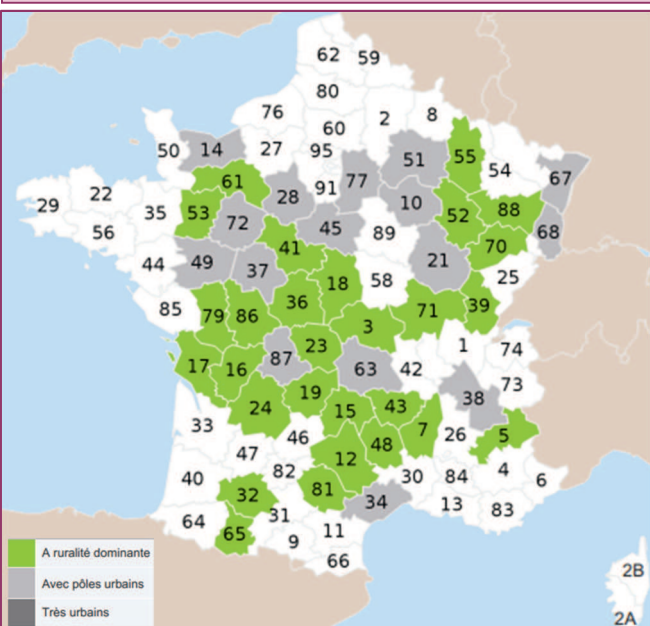 62 59
80
76 2 8
60
50 14 27 95 51 55 54 67
61 91 77
29 22 35 53 28 10 52 88
56 72 45 89 70 68
44 49 37 41 21 25
18 58
85 79 86 36 71 39
3
17 16 87 23 63 42 1 74
73
38
24 19 15 43
33 46 48 7 26 5
47 12
40 82 30 84 4 6
32 81 34 13 83
64 65 31 9 11
66
A ruralité dominante
Avec pôles urbains
Très urbains
2B
2A